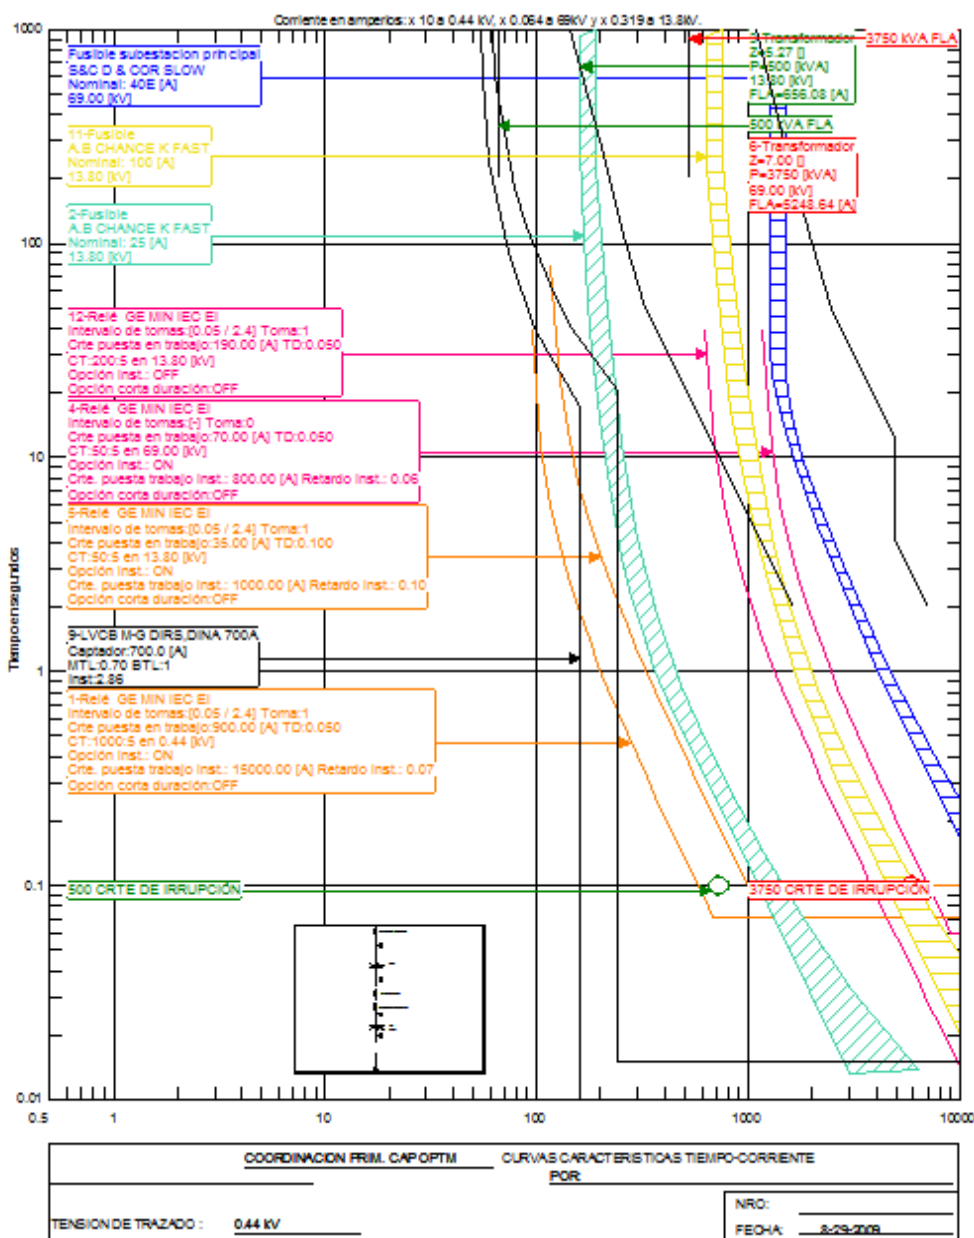 Corriente en amperios: x 10 a 0.44 kV, x 0.064 a 69kV y x 0.319 a 13.8kV.
1000
Fusible subestacion principal
S&C D & COR SLOW
Nominal: 40E [A]
69.00 [kV]
-Transformador
Z=5.27 []
P=500 [kVA]
13.80 [kV]
FLA=656.08 [A]
3750 kVA FLA
500 kVA FLA
11-Fusible
A.B CHANCE K FAST
Nominal: 100 [A]
13.80 [kV]
6-Transformador
Z=7.00 []
P=3750 [kVA]
69.00 [kV]
FLA=5248.64 [A]
2-Fusible
A.B CHANCE K FAST
Nominal: 25 [A]
13.80 [kV]
100
12-Relé GE MIN IEC EI
Intervalo de tomas:[0.05 / 2.4] Toma:1
Crte puesta en trabajo:190.00 [A] TD:0.050
CT:200:5 en 13.80 [kV]
Opción Inst.: OFF
Opción corta duración:OFF
4-Relé GE MIN IEC EI
Intervalo de tomas:[-] Toma:0
Crte puesta en trabajo:70.00 [A] TD:0.050
CT:50:5 en 69.00 [kV]
Opción Inst.: ON
Crte. puesta trabajo Inst.: 800.00 [A] Retardo Inst.: 0.06
Opción corta duración:OFF
10
5-Relé GE MIN IEC EI
Intervalo de tomas:[0.05 / 2.4] Toma:1
Crte puesta en trabajo:35.00 [A] TD:0.100
CT:50:5 en 13.80 [kV]
Opción Inst.: ON
Crte. puesta trabajo Inst.: 1000.00 [A] Retardo Inst.: 0.10
Opción corta duración:OFF
Tiempo en segundos
9-LVCB M-G DIRS,DINA 700A
Captador:700.0 [A]
MTL:0.70 BTL:1
Inst:2.86
1
1-Relé GE MIN IEC EI
Intervalo de tomas:[0.05 / 2.4] Toma:1
Crte puesta en trabajo:900.00 [A] TD:0.050
CT:1000:5 en 0.44 [kV]
Opción Inst.: ON
Crte. puesta trabajo Inst.: 15000.00 [A] Retardo Inst.: 0.07
Opción corta duración:OFF
0.1
500 CRTE DE IRRUPCIÓN
3750 CRTE DE IRRUPCIÓN
0.01
0.5 1 10 100 1000 10000
COORDINACION PRIM. CAP OPTM CURVAS CARACTERISTICAS TIEMPO-CORRIENTE
POR:
TENSION DE TRAZADO : 0.44 kV
NRO:
FECHA: 8-29-2009